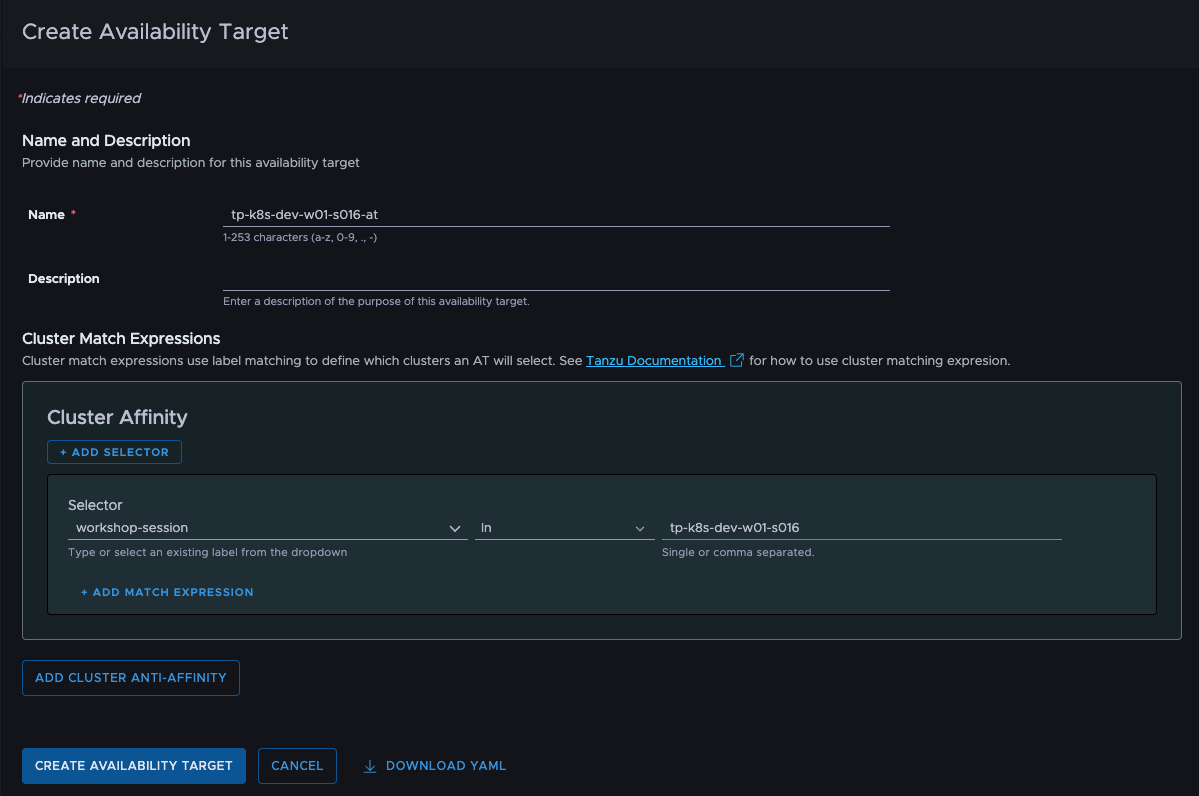 Create Availability Target
*Indicates required
Name and Description
Provide name and description for this availability target
Name *
tp-k8s-dev-w01-s016-at
1-253 characters (a-z, 0-9, ., -)
Description
Enter a description of the purpose of this availability target.
Cluster Match Expressions
Cluster match expressions use label matching to define which clusters an AT will select. See Tanzu Documentation for how to use cluster matching expresion.
Cluster Affinity
+ ADD SELECTOR
Selector
workshop-session In tp-k8s-dev-w01-s016
Type or select an existing label from the dropdown Single or comma separated.
+ ADD MATCH EXPRESSION
ADD CLUSTER ANTI-AFFINITY
CREATE AVAILABILITY TARGET CANCEL DOWNLOAD YAML